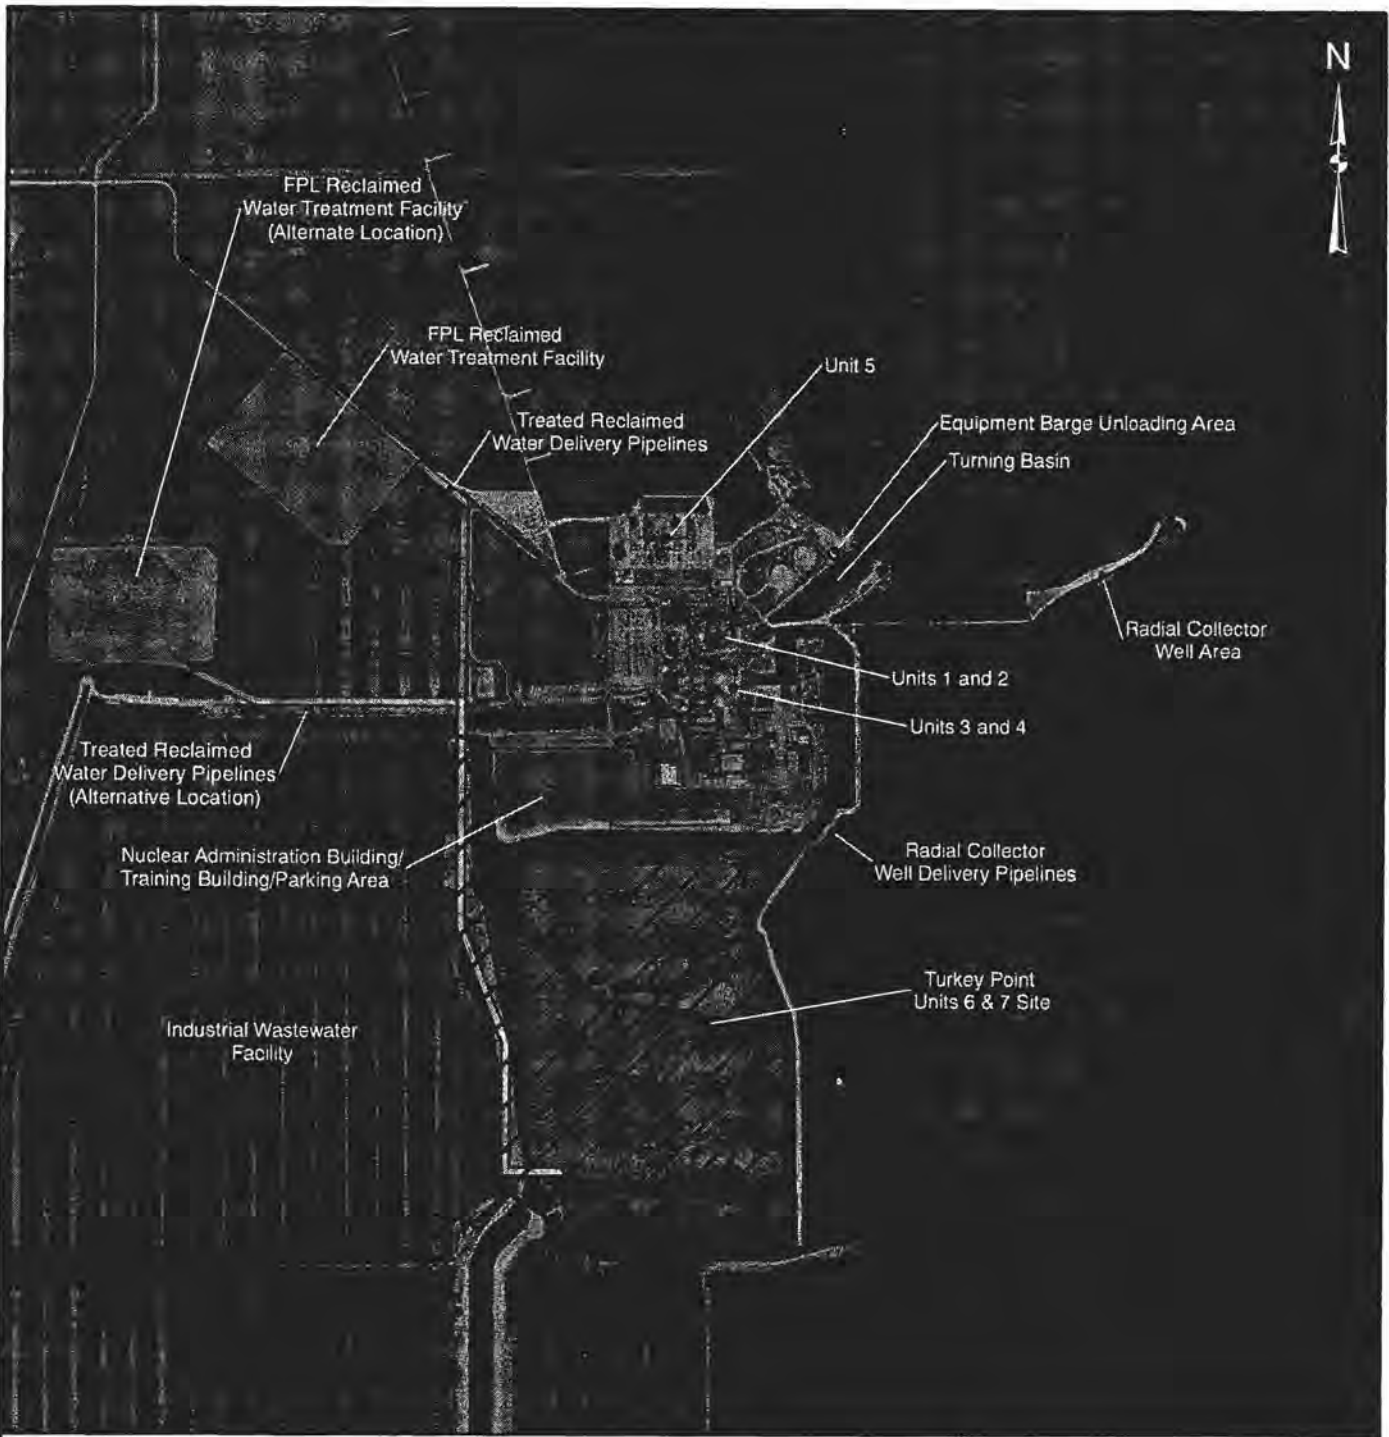 N
FPL Reclaimed
Water Treatment Facility
(Alternate Location)
FPL Reclaimed
Water Treatment Facility
Unit 5
Treated Reclaimed
Water Delivery Pipelines
Equipment Barge Unloading Area
Turning Basin
Radial Collector
Well Area
Units 1 and 2
Units 3 and 4
Treated Reclaimed
Water Delivery Pipelines
(Alternative Location)
Nuclear Administration Building/
Training Building/Parking Area
Radial Collector
Well Delivery Pipelines
Turkey Point
Units 6 & 7 Site
Industrial Wastewater
Facility